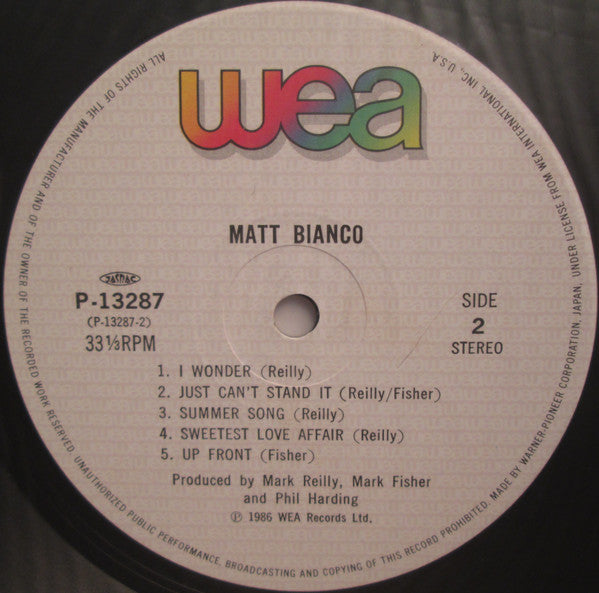 wea
MATT BIANCO
JASRAC
P-13287
(P-13287-2)
33⅓RPM
SIDE
2
STEREO
1. I WONDER (Reilly)
2. JUST CAN'T STAND IT (Reilly/Fisher)
3. SUMMER SONG (Reilly)
4. SWEETEST LOVE AFFAIR (Reilly)
5. UP FRONT (Fisher)
Produced by Mark Reilly, Mark Fisher
and Phil Harding
℗ 1986 WEA Records Ltd.
ALL RIGHTS OF THE MANUFACTURER AND OF THE OWNER OF THE RECORDED WORK RESERVED. UNAUTHORIZED PUBLIC PERFORMANCE, BROADCASTING AND COPYING OF THIS RECORD PROHIBITED. MADE BY WARNER-PIONEER CORPORATION, JAPAN, UNDER LICENSE FROM WEA INTERNATIONAL INC., U.S.A